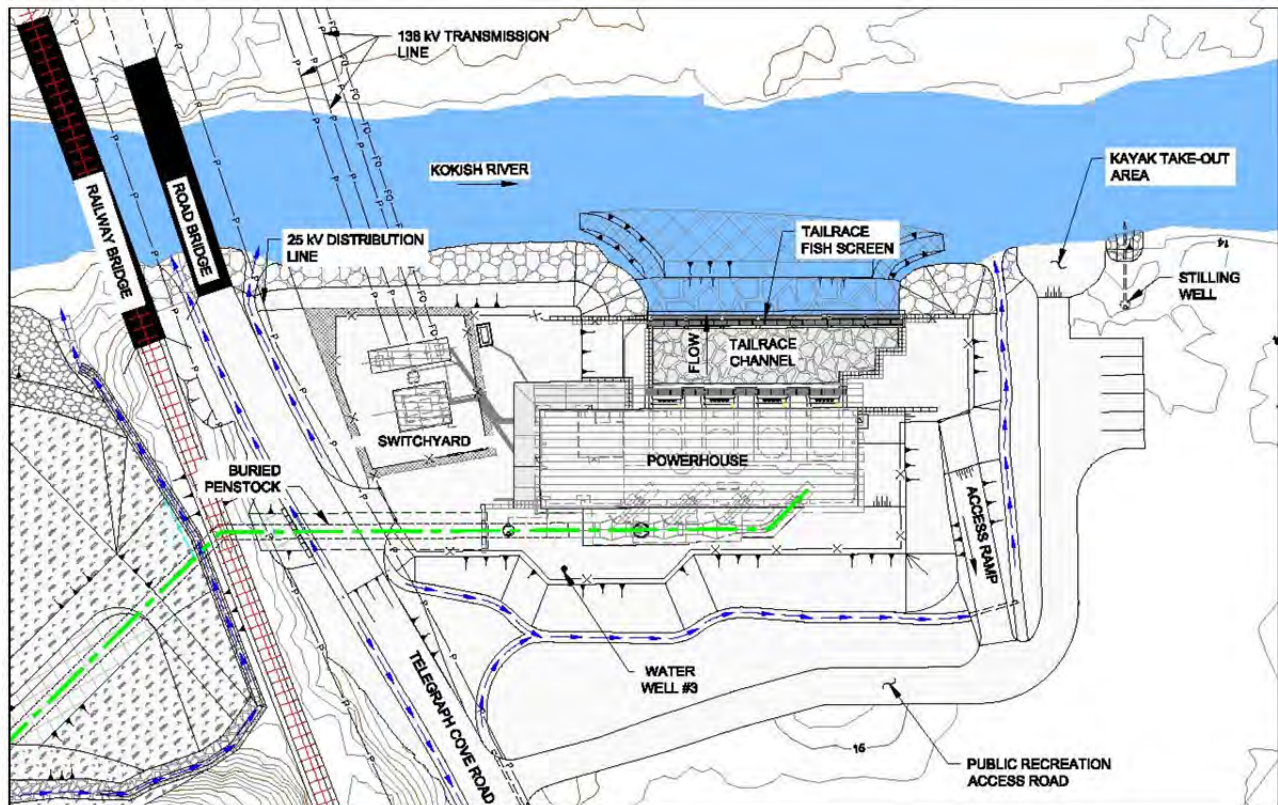 138 kV TRANSMISSION
LINE
KOKISH RIVER
KAYAK TAKE-OUT
AREA
RAILWAY BRIDGE
ROAD BRIDGE
25 kV DISTRIBUTION
LINE
TAILRACE
FISH SCREEN
14
STILLING
WELL
FLOW
TAILRACE
CHANNEL
SWITCHYARD
POWERHOUSE
BURIED
PENSTOCK
ACCESS RAMP
WATER
WELL #3
TELEGRAPH COVE ROAD
15
PUBLIC RECREATION
ACCESS ROAD